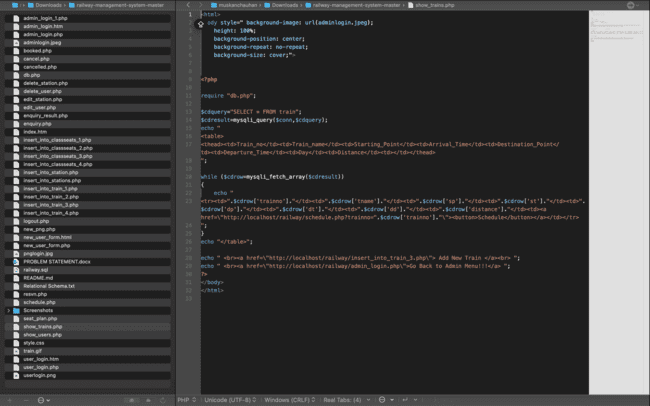 Downloads › railway-management-system-master
muskanchauhan › Downloads › railway-management-system-master › show_trains.php
admin_login_1.php
admin_login.htm
admin_login.php
adminlogin.jpeg
booked.php
cancel.php
cancelled.php
db.php
delete_station.php
delete_user.php
edit_station.php
edit_user.php
enquiry_result.php
enquiry.php
index.htm
insert_into_classseats_1.php
insert_into_classseats_2.php
insert_into_classseats_3.php
insert_into_classseats_4.php
insert_into_station.php
insert_into_stations.php
insert_into_train_1.php
insert_into_train_2.php
insert_into_train_3.php
insert_into_train_4.php
logout.php
new_png.php
new_user_form.html
new_user_form.php
pnglogin.jpg
PROBLEM STATEMENT.docx
railway.sql
README.md
Relational Schema.txt
resvn.php
schedule.php
Screenshots
seat_plan.php
show_trains.php
show_users.php
style.css
train.gif
user_login.htm
user_login.php
userlogin.png
1 <html>
2 ody style=" background-image: url(adminlogin.jpeg);
3 height: 100%;
4 background-position: center;
5 background-repeat: no-repeat;
6 background-size: cover;">
7
8
9 <?php
10
11 require "db.php";
12
13 $cdquery="SELECT * FROM train";
14 $cdresult=mysqli_query($conn,$cdquery);
15 echo "
16 <table>
17 <thead><td>Train_no</td><td>Train_name</td><td>Starting_Point</td><td>Arrival_Time</td><td>Destination_Point</
td><td>Departure_Time</td><td>Day</td><td>Distance</td><td></td></thead>
18 ";
19
20 while ($cdrow=mysqli_fetch_array($cdresult))
21 {
22 echo "
23 <tr><td>".$cdrow['trainno']."</td><td>".$cdrow['tname']."</td><td>".$cdrow['sp']."</td><td>".$cdrow['st']."</td><td>".
$cdrow['dp']."</td><td>".$cdrow['dt']."</td><td>".$cdrow['dd']."</td><td>".$cdrow['distance']."</td><td><a
href=\"http://localhost/railway/schedule.php?trainno=".$cdrow['trainno']."\"><button>Schedule</button></a></td></tr>
24 ";
25 }
26 echo "</table>";
27
28 echo " <br><a href=\"http://localhost/railway/insert_into_train_3.php\"> Add New Train </a><br> ";
29 echo " <br><a href=\"http://localhost/railway/admin_login.php\">Go Back to Admin Menu!!!</a> ";
30 ?>
31 </body>
32 </html>
33
PHP Unicode (UTF-8) Windows (CRLF) Real Tabs: (4)